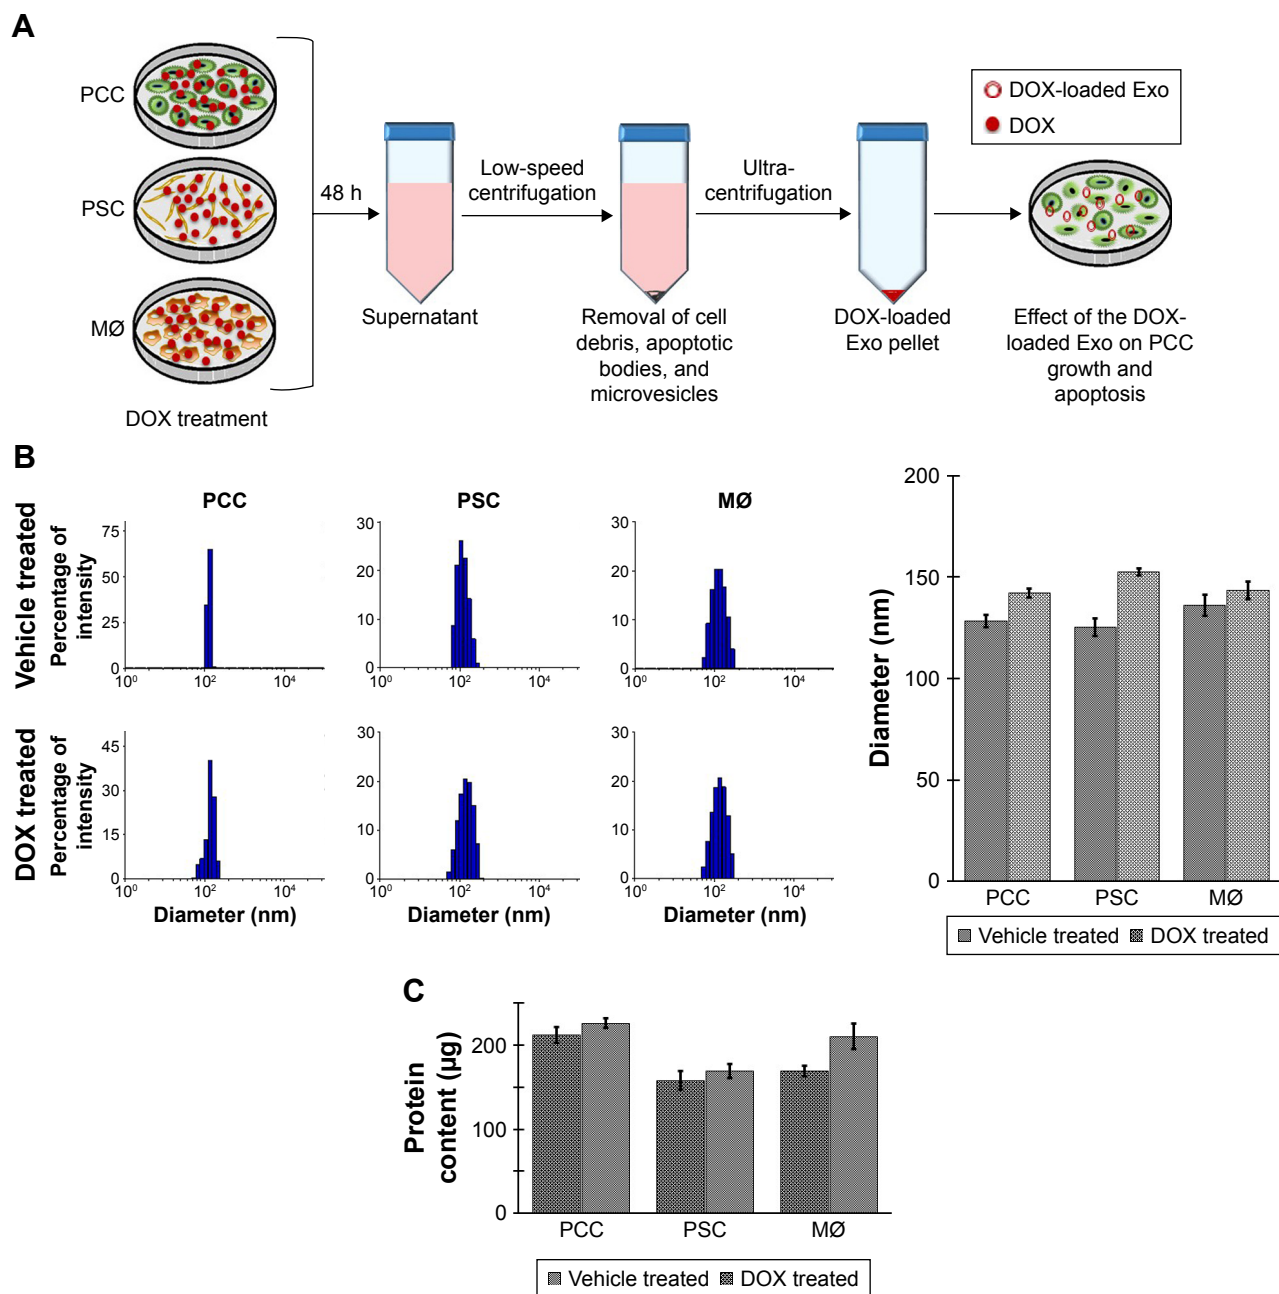 A
PCC
PSC
MØ
DOX treatment
48 h
Supernatant
Low-speed
centrifugation
Removal of cell
debris, apoptotic
bodies, and
microvesicles
Ultra-
centrifugation
DOX-loaded
Exo pellet
DOX-loaded Exo
DOX
Effect of the DOX-
loaded Exo on PCC
growth and
apoptosis
B
Vehicle treated
Percentage of
intensity
PCC
75
50
25
0
10⁰ 10² 10⁴
PSC
30
20
10
0
10⁰ 10² 10⁴
MØ
30
20
10
0
10⁰ 10² 10⁴
DOX treated
Percentage of
intensity
45
30
15
0
10⁰ 10² 10⁴
Diameter (nm)
30
20
10
0
10⁰ 10² 10⁴
Diameter (nm)
30
20
10
0
10⁰ 10² 10⁴
Diameter (nm)
Diameter (nm)
200
150
100
50
0
PCC PSC MØ
Vehicle treated DOX treated
C
Protein
content (µg)
200
100
0
PCC PSC MØ
Vehicle treated DOX treated